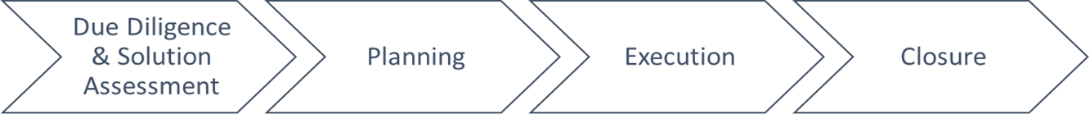 Due Diligence
& Solution
Assessment
Planning
Execution
Closure